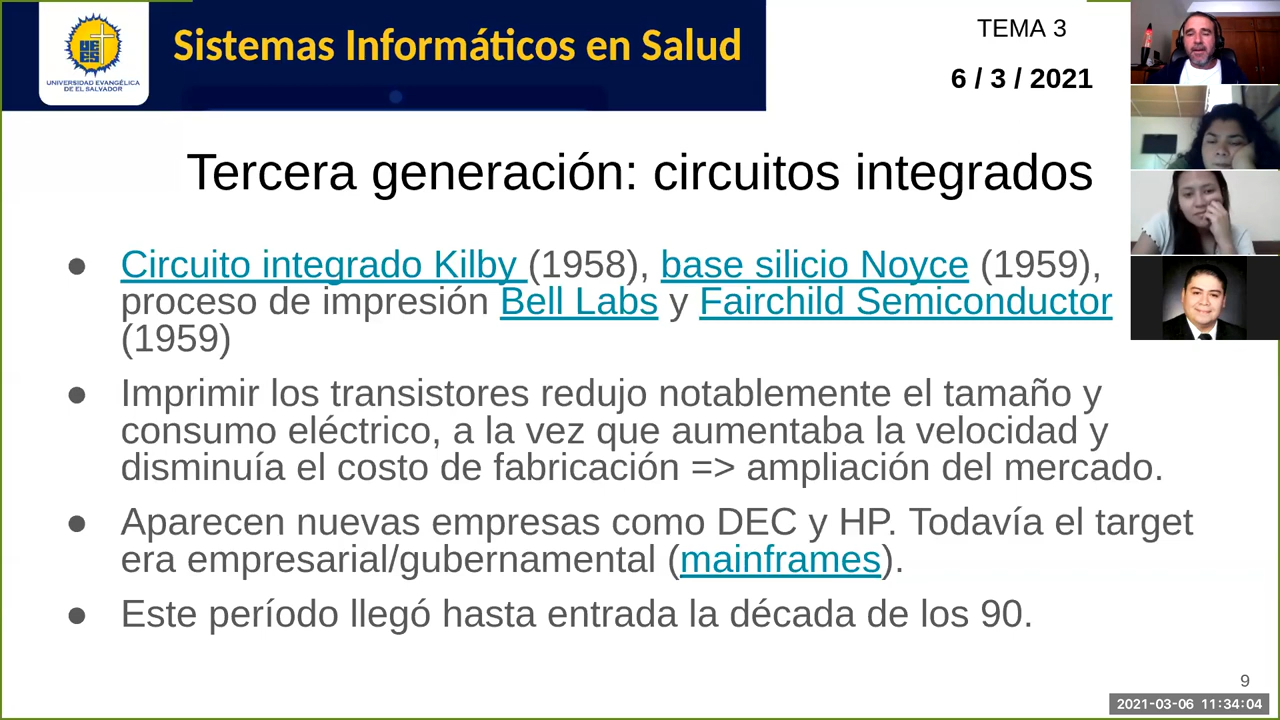 UNIVERSIDAD EVANGÉLICA
DE EL SALVADOR
Sistemas Informáticos en Salud
TEMA 3
6 / 3 / 2021
Tercera generación: circuitos integrados
● Circuito integrado Kilby (1958), base silicio Noyce (1959),
proceso de impresión Bell Labs y Fairchild Semiconductor
(1959)
● Imprimir los transistores redujo notablemente el tamaño y
consumo eléctrico, a la vez que aumentaba la velocidad y
disminuía el costo de fabricación => ampliación del mercado.
● Aparecen nuevas empresas como DEC y HP. Todavía el target
era empresarial/gubernamental (mainframes).
● Este período llegó hasta entrada la década de los 90.
9
2021-03-06 11:34:04